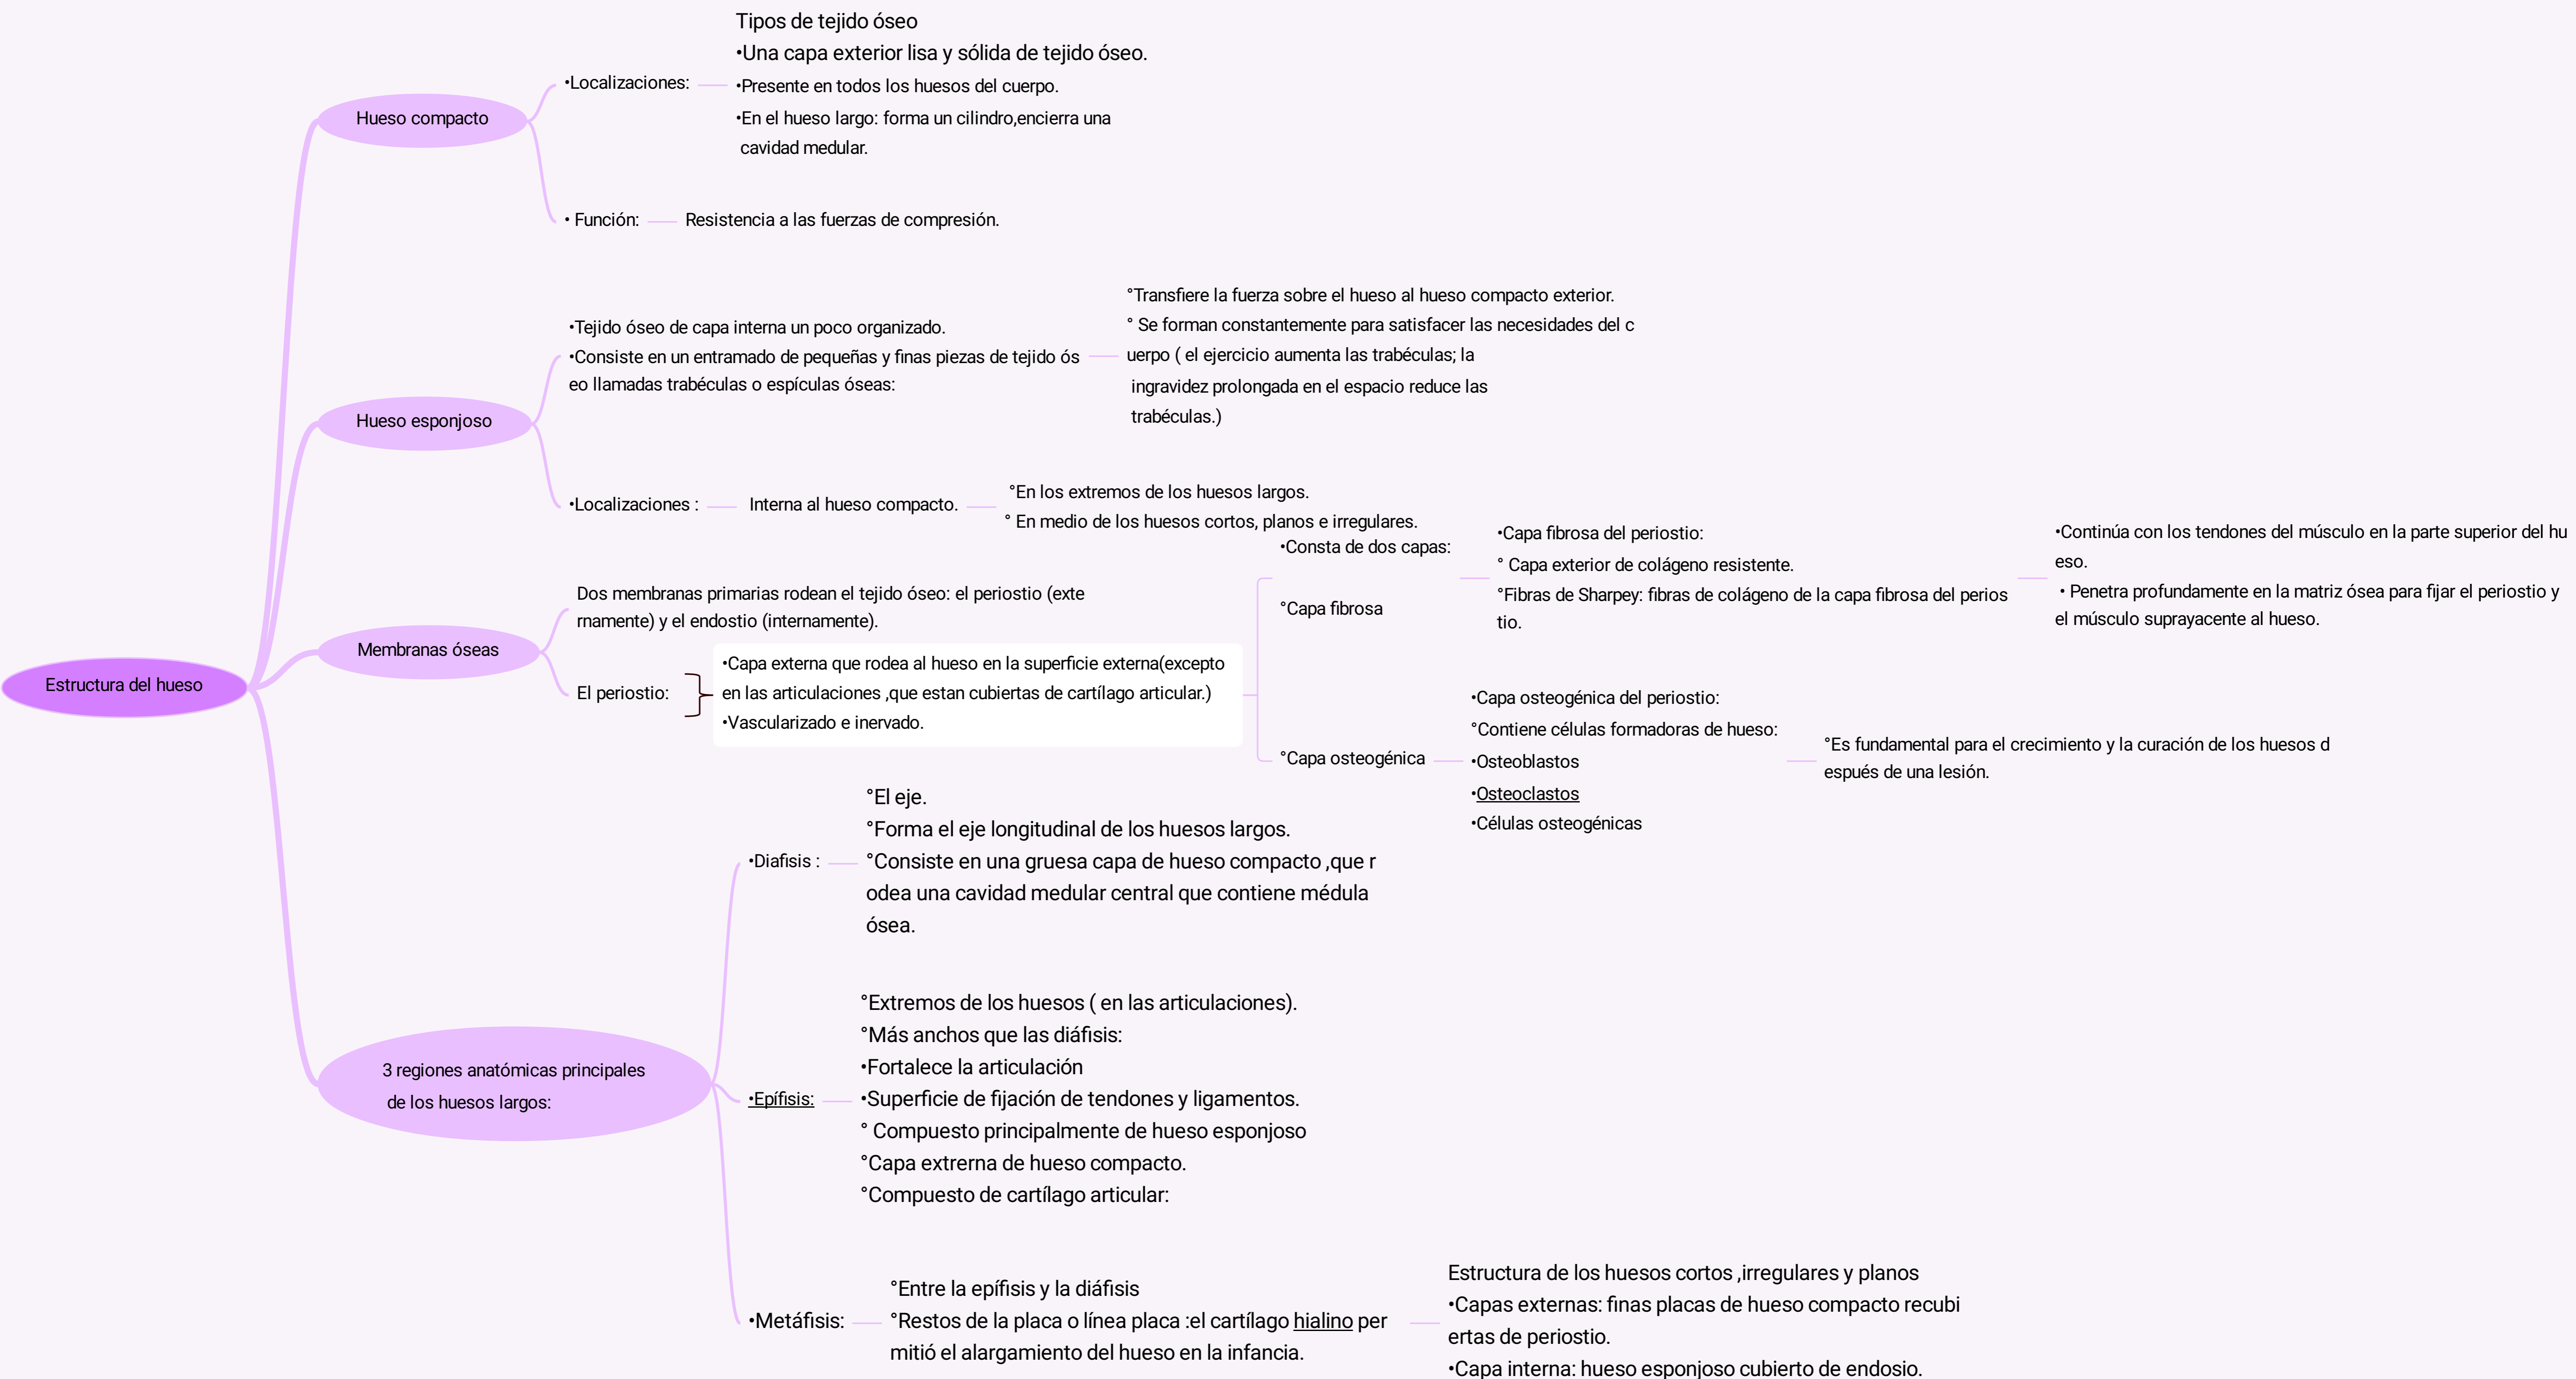 Estructura del hueso
Hueso compacto
•Localizaciones:
Tipos de tejido óseo
•Una capa exterior lisa y sólida de tejido óseo.
•Presente en todos los huesos del cuerpo.
•En el hueso largo: forma un cilindro,encierra una
cavidad medular.
• Función:
Resistencia a las fuerzas de compresión.
Hueso esponjoso
•Tejido óseo de capa interna un poco organizado.
•Consiste en un entramado de pequeñas y finas piezas de tejido ós
eo llamadas trabéculas o espículas óseas:
°Transfiere la fuerza sobre el hueso al hueso compacto exterior.
° Se forman constantemente para satisfacer las necesidades del c
uerpo ( el ejercicio aumenta las trabéculas; la
ingravidez prolongada en el espacio reduce las
trabéculas.)
•Localizaciones :
Interna al hueso compacto.
°En los extremos de los huesos largos.
° En medio de los huesos cortos, planos e irregulares.
Membranas óseas
Dos membranas primarias rodean el tejido óseo: el periostio (exte
rnamente) y el endostio (internamente).
El periostio:
•Capa externa que rodea al hueso en la superficie externa(excepto
en las articulaciones ,que estan cubiertas de cartílago articular.)
•Vascularizado e inervado.
•Consta de dos capas:
°Capa fibrosa
•Capa fibrosa del periostio:
° Capa exterior de colágeno resistente.
°Fibras de Sharpey: fibras de colágeno de la capa fibrosa del perios
tio.
•Continúa con los tendones del músculo en la parte superior del hu
eso.
• Penetra profundamente en la matriz ósea para fijar el periostio y
el músculo suprayacente al hueso.
°Capa osteogénica
•Capa osteogénica del periostio:
°Contiene células formadoras de hueso:
•Osteoblastos
•Osteoclastos
•Células osteogénicas
°Es fundamental para el crecimiento y la curación de los huesos d
espués de una lesión.
3 regiones anatómicas principales
de los huesos largos:
•Diafisis :
°El eje.
°Forma el eje longitudinal de los huesos largos.
°Consiste en una gruesa capa de hueso compacto ,que r
odea una cavidad medular central que contiene médula
ósea.
•Epífisis:
°Extremos de los huesos ( en las articulaciones).
°Más anchos que las diáfisis:
•Fortalece la articulación
•Superficie de fijación de tendones y ligamentos.
° Compuesto principalmente de hueso esponjoso
°Capa extrerna de hueso compacto.
°Compuesto de cartílago articular:
•Metáfisis:
°Entre la epífisis y la diáfisis
°Restos de la placa o línea placa :el cartílago hialino per
mitió el alargamiento del hueso en la infancia.
Estructura de los huesos cortos ,irregulares y planos
•Capas externas: finas placas de hueso compacto recubi
ertas de periostio.
•Capa interna: hueso esponjoso cubierto de endosio.